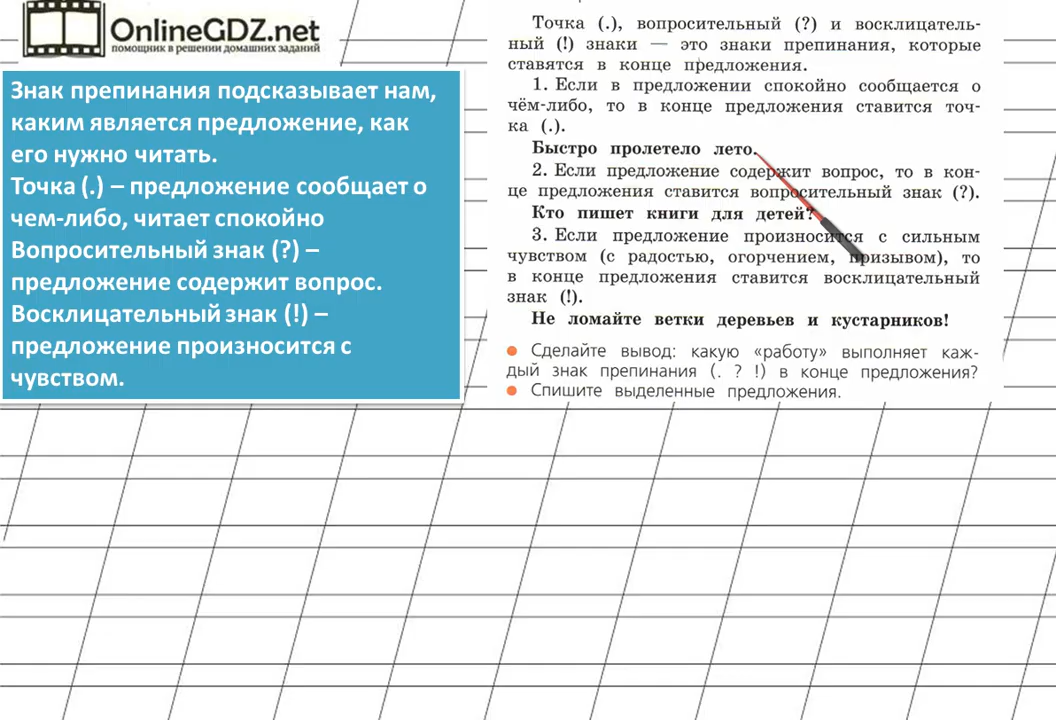 OnlineGDZ.net
помощник в решении домашних заданий
Знак препинания подсказывает нам,
каким является предложение, как
его нужно читать.
Точка (.) – предложение сообщает о
чем-либо, читает спокойно
Вопросительный знак (?) –
предложение содержит вопрос.
Восклицательный знак (!) –
предложение произносится с
чувством.
Точка (.), вопросительный (?) и восклицатель-
ный (!) знаки — это знаки препинания, которые
ставятся в конце предложения.
1. Если в предложении спокойно сообщается о
чём-либо, то в конце предложения ставится точ-
ка (.).
Быстро пролетело лето.
2. Если предложение содержит вопрос, то в кон-
це предложения ставится вопросительный знак (?).
Кто пишет книги для детей?
3. Если предложение произносится с сильным
чувством (с радостью, огорчением, призывом), то
в конце предложения ставится восклицательный
знак (!).
Не ломайте ветки деревьев и кустарников!
● Сделайте вывод: какую «работу» выполняет каж-
дый знак препинания (. ? !) в конце предложения?
● Спишите выделенные предложения.